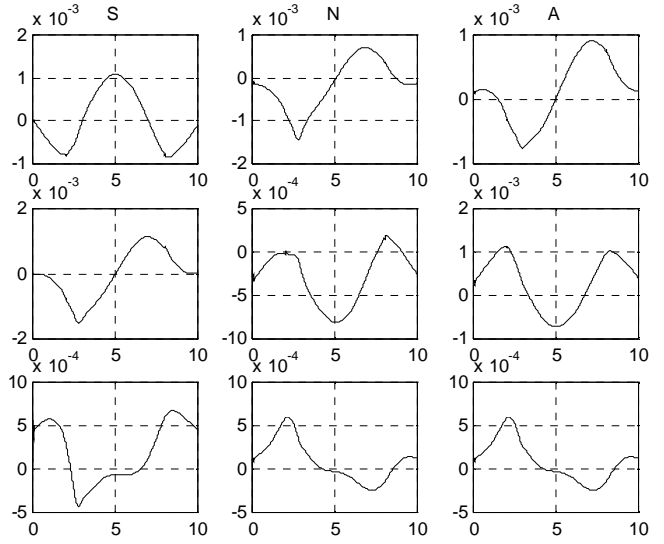 x 10-3 S x 10-3 N x 10-3 A
2 1 1
1 0
0 -1 0
-1 -2 -1
0 5 10 0 5 10 0 5 10
x 10-3 x 10-4 x 10-3
2 5 2
0 1
0 -5 0
-2 -10 -1
0 5 10 0 5 10 0 5 10
x 10-4 x 10-4 x 10-4
10 10 10
5 5 5
0 0 0
-5 -5 -5
0 5 10 0 5 10 0 5 10